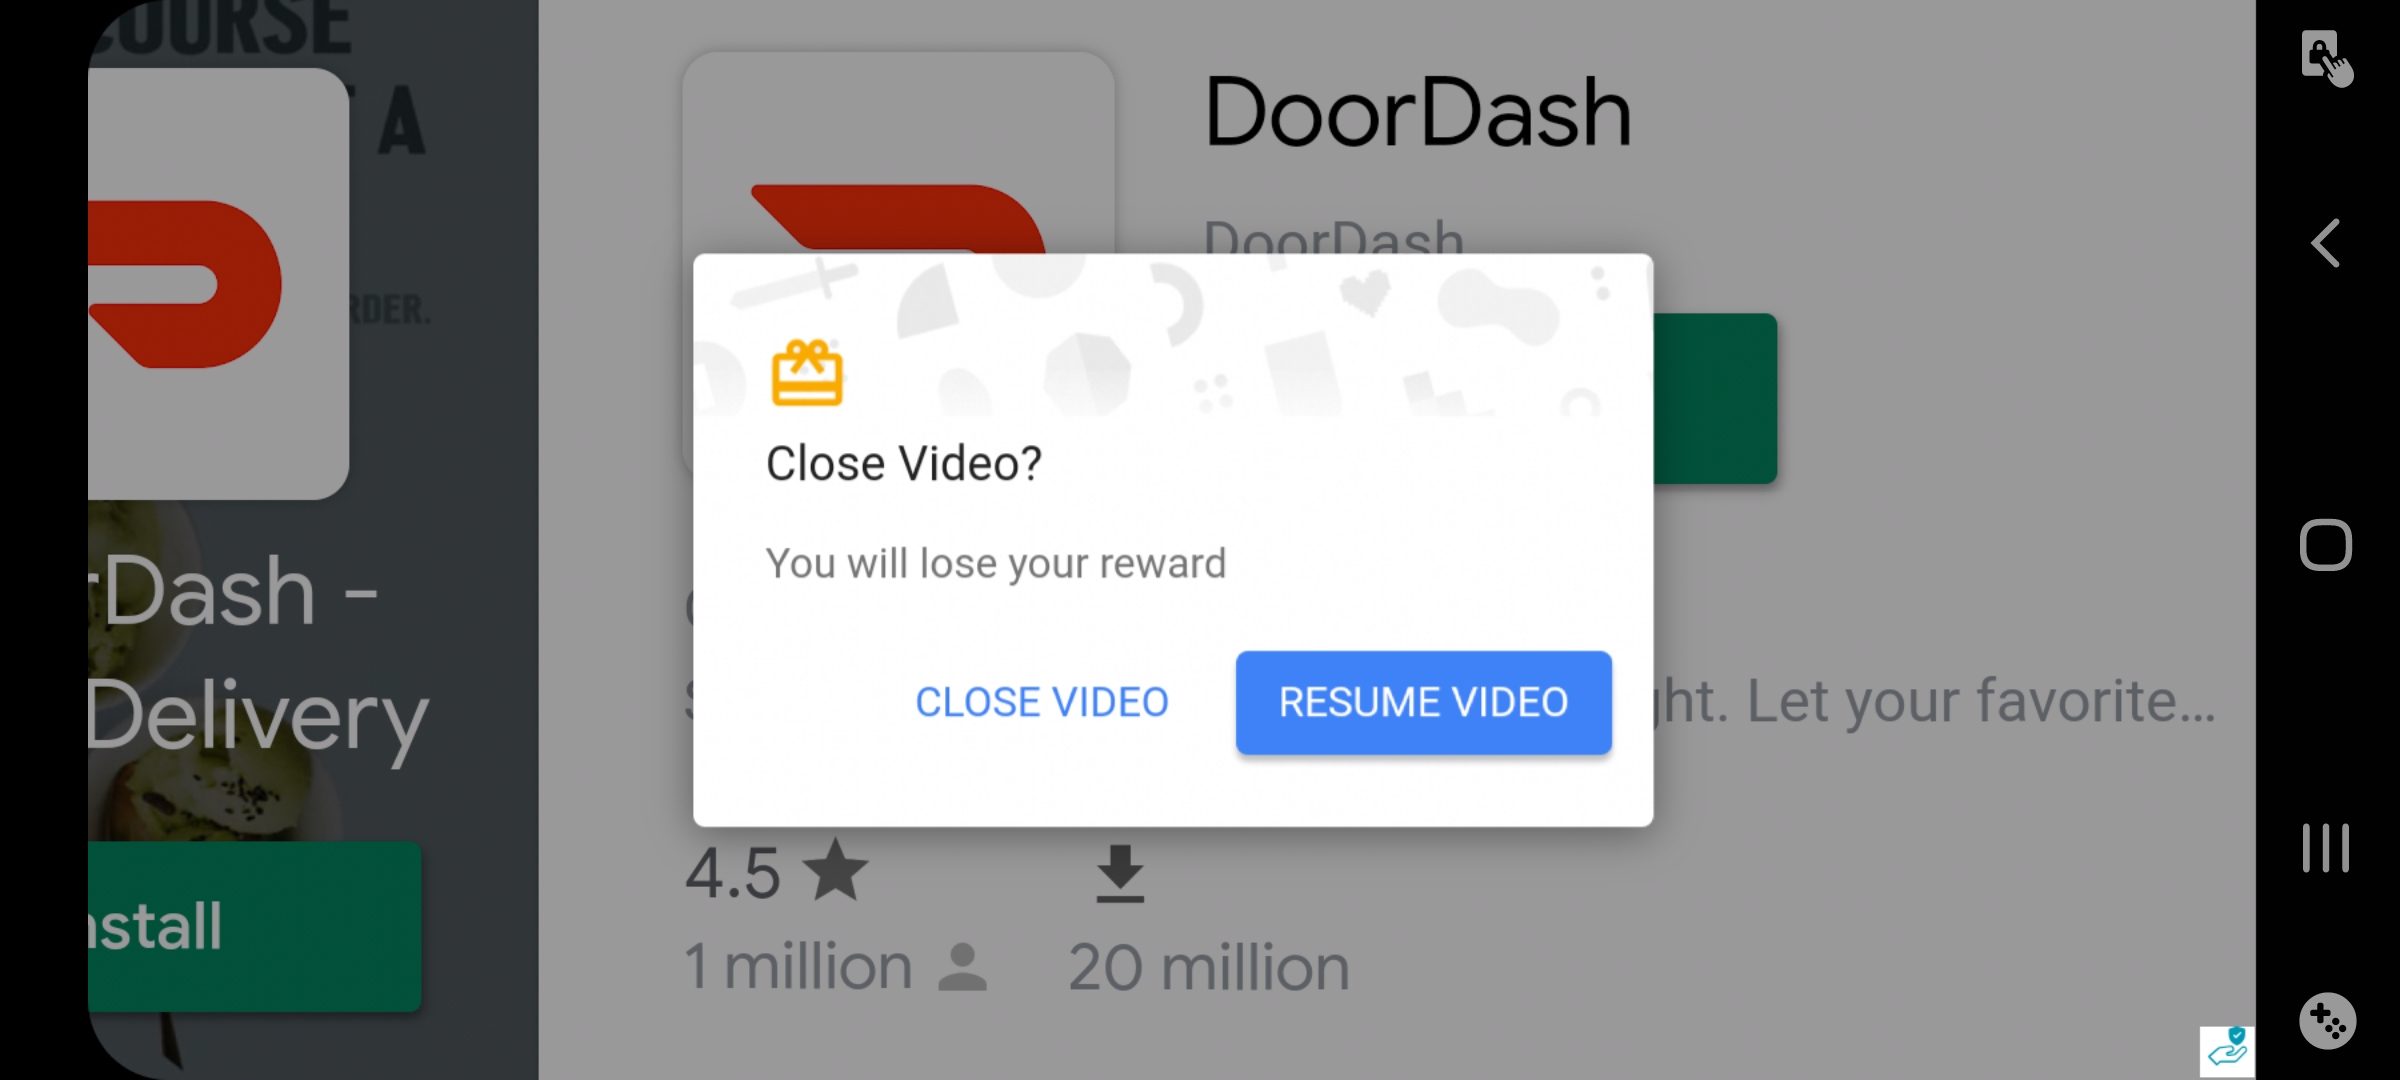 COURSE
A
RDER.
rDash -
Delivery
nstall
DoorDash
DoorDash
Close Video?
You will lose your reward
CLOSE VIDEO
RESUME VIDEO
ght. Let your favorite...
4.5
1 million
20 million